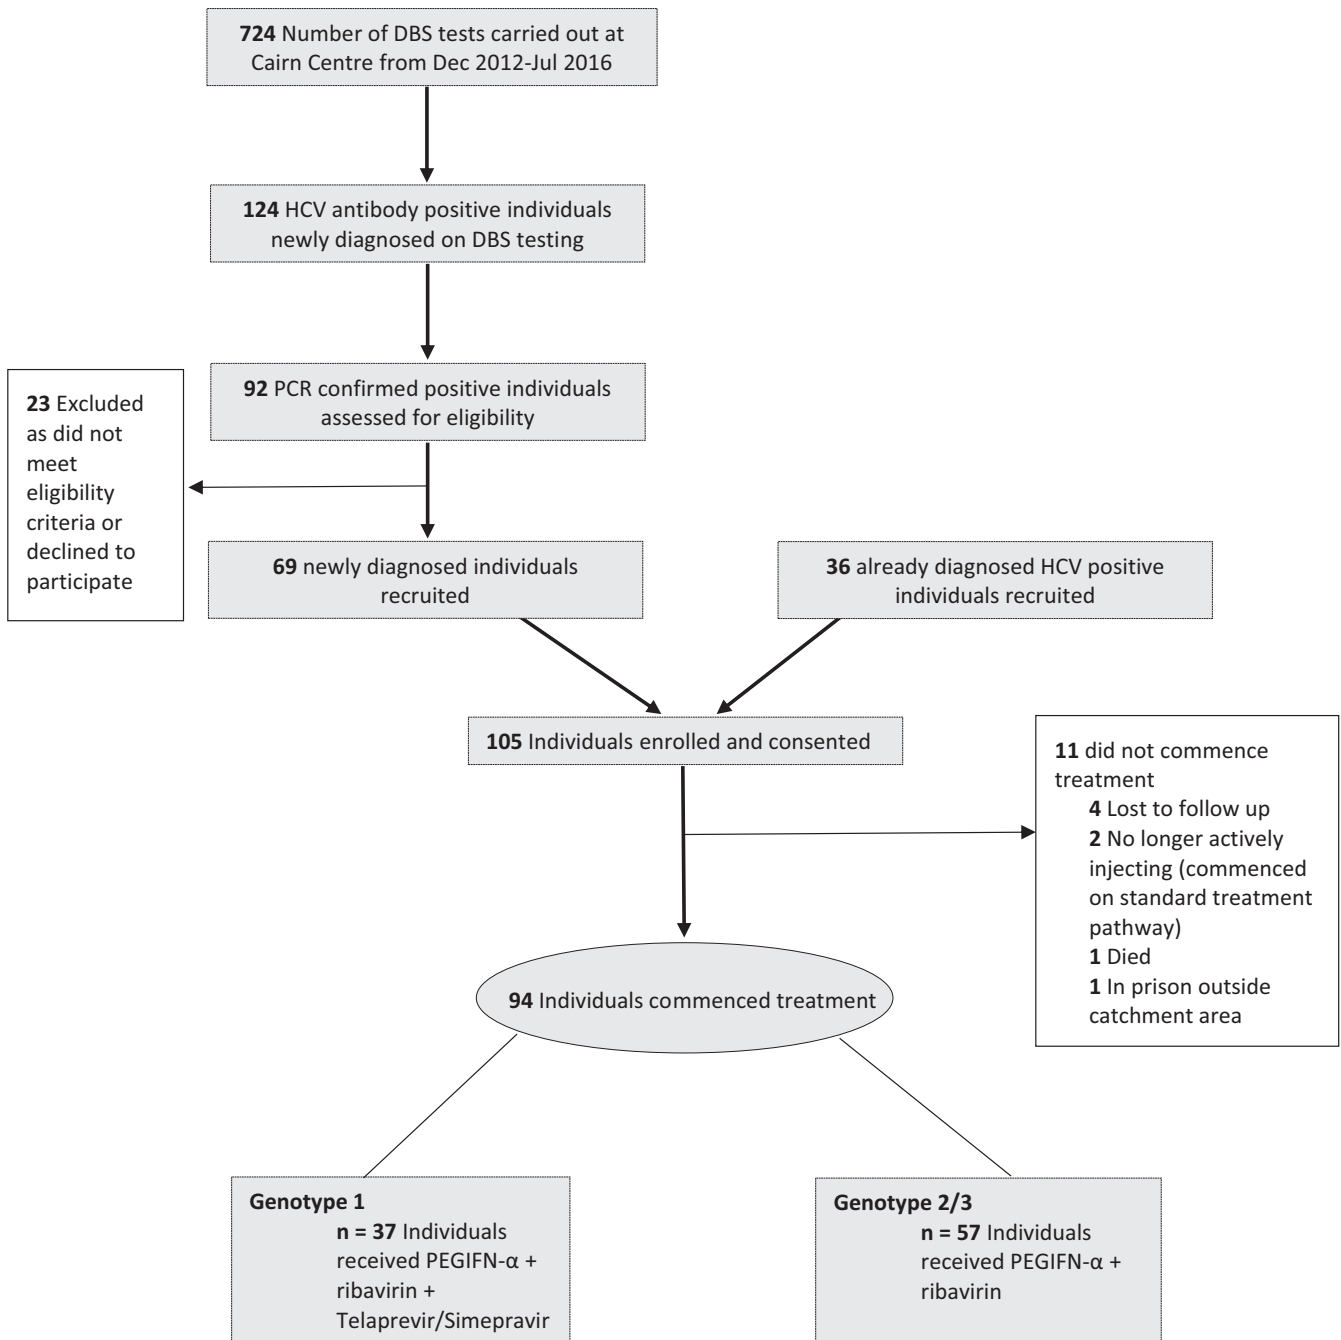 724 Number of DBS tests carried out at
Cairn Centre from Dec 2012-Jul 2016
124 HCV antibody positive individuals
newly diagnosed on DBS testing
92 PCR confirmed positive individuals
assessed for eligibility
23 Excluded
as did not
meet
eligibility
criteria or
declined to
participate
69 newly diagnosed individuals
recruited
36 already diagnosed HCV positive
individuals recruited
105 Individuals enrolled and consented
11 did not commence
treatment
4 Lost to follow up
2 No longer actively
injecting (commenced
on standard treatment
pathway)
1 Died
1 In prison outside
catchment area
94 Individuals commenced treatment
Genotype 1
n = 37 Individuals
received PEGIFN-α +
ribavirin +
Telaprevir/Simepravir
Genotype 2/3
n = 57 Individuals
received PEGIFN-α +
ribavirin